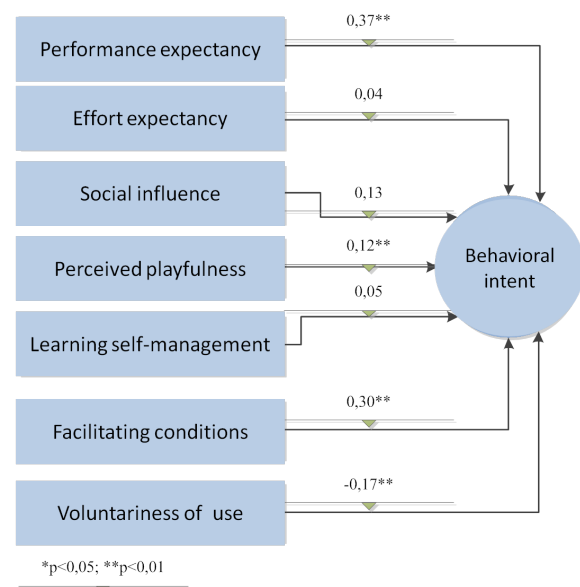 0,37**
Performance expectancy
0,04
Effort expectancy
0,13
Social influence
0,12**
Perceived playfulness
Behavioral
intent
0,05
Learning self-management
0,30**
Facilitating conditions
-0,17**
Voluntariness of use
*p<0,05; **p<0,01